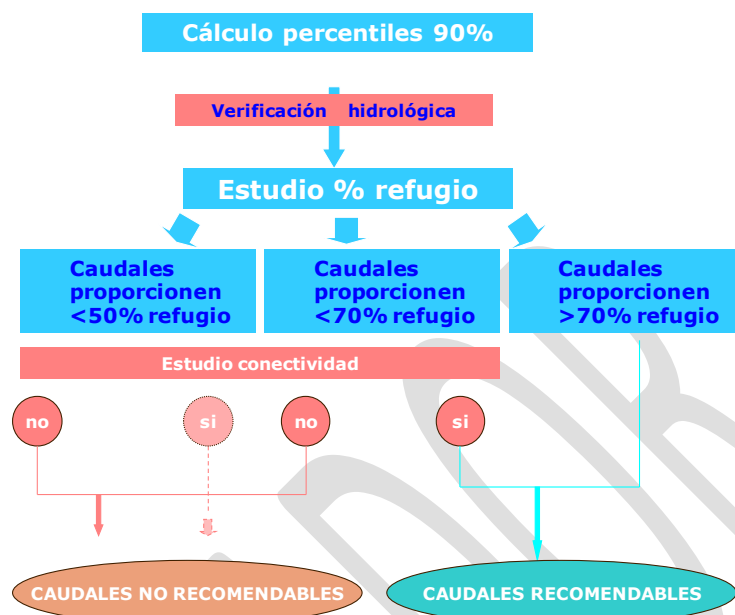 Cálculo percentiles 90%
Verificación hidrológica
Estudio % refugio
Caudales
proporcionen
<50% refugio
Caudales
proporcionen
<70% refugio
Caudales
proporcionen
>70% refugio
Estudio conectividad
no
si
no
si
CAUDALES NO RECOMENDABLES
CAUDALES RECOMENDABLES